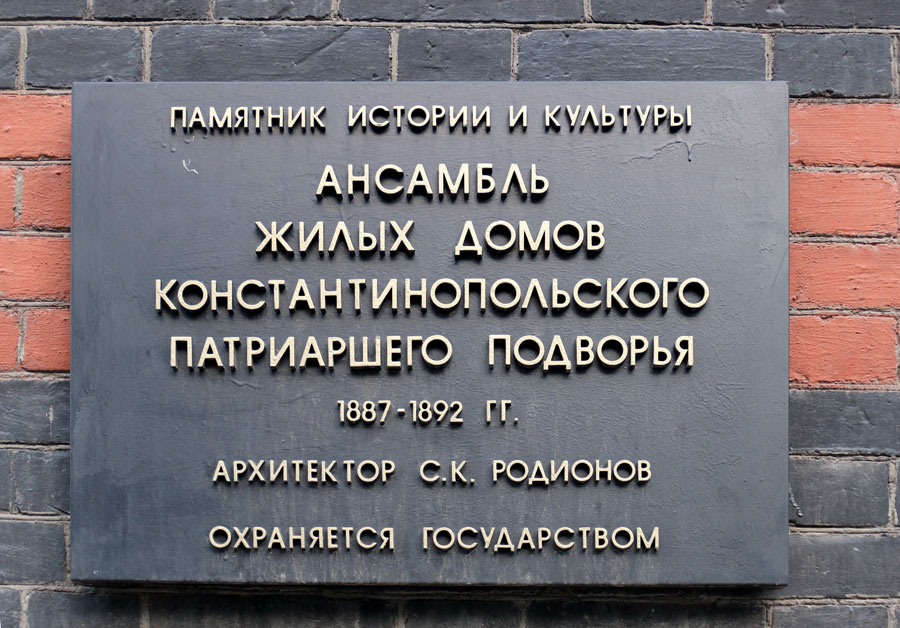 ПАМЯТНИК ИСТОРИИ И КУЛЬТУРЫ
АНСАМБЛЬ
ЖИЛЫХ ДОМОВ
КОНСТАНТИНОПОЛЬСКОГО
ПАТРИАРШЕГО ПОДВОРЬЯ
1887-1892 ГГ.
АРХИТЕКТОР С.К. РОДИОНОВ
ОХРАНЯЕТСЯ ГОСУДАРСТВОМ